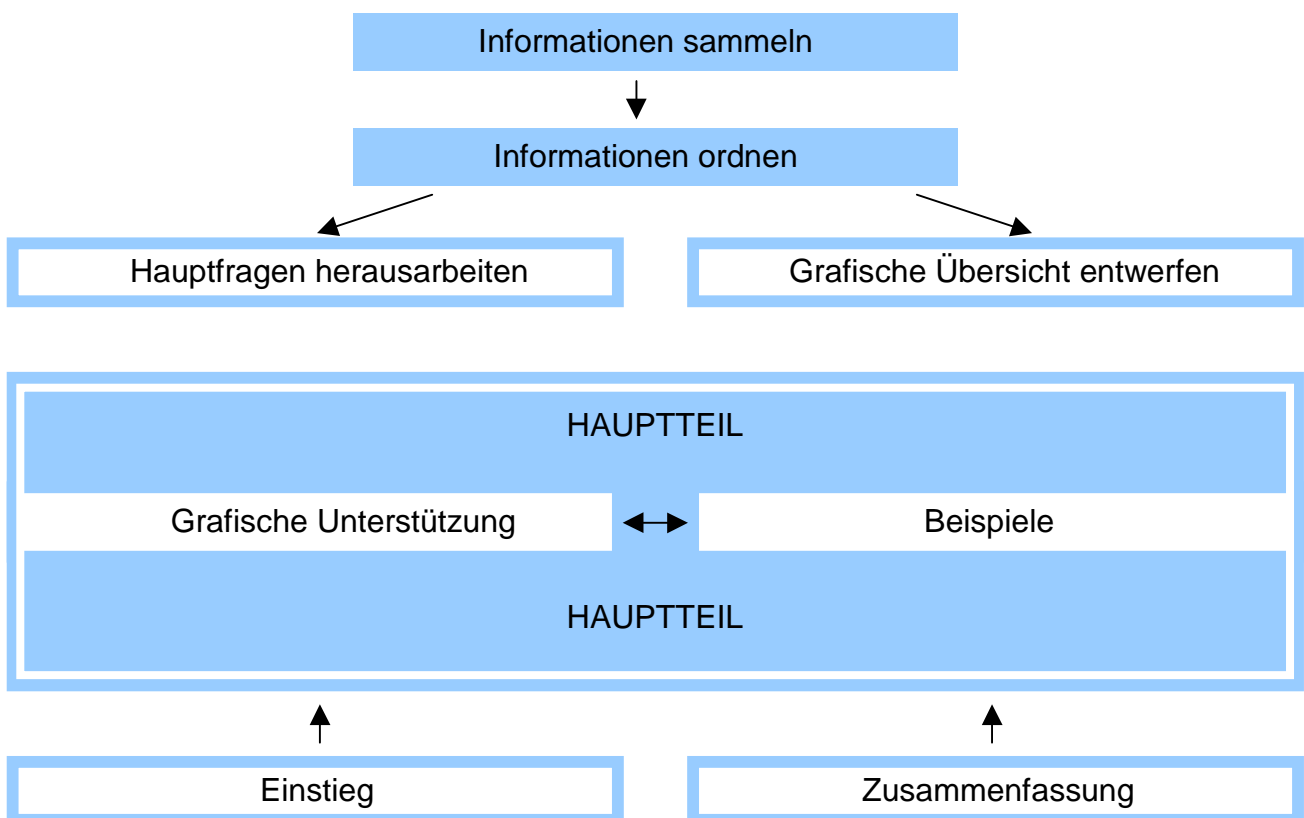 Informationen sammeln
Informationen ordnen
Hauptfragen herausarbeiten
Grafische Übersicht entwerfen
HAUPTTEIL
Grafische Unterstützung
Beispiele
HAUPTTEIL
Einstieg
Zusammenfassung